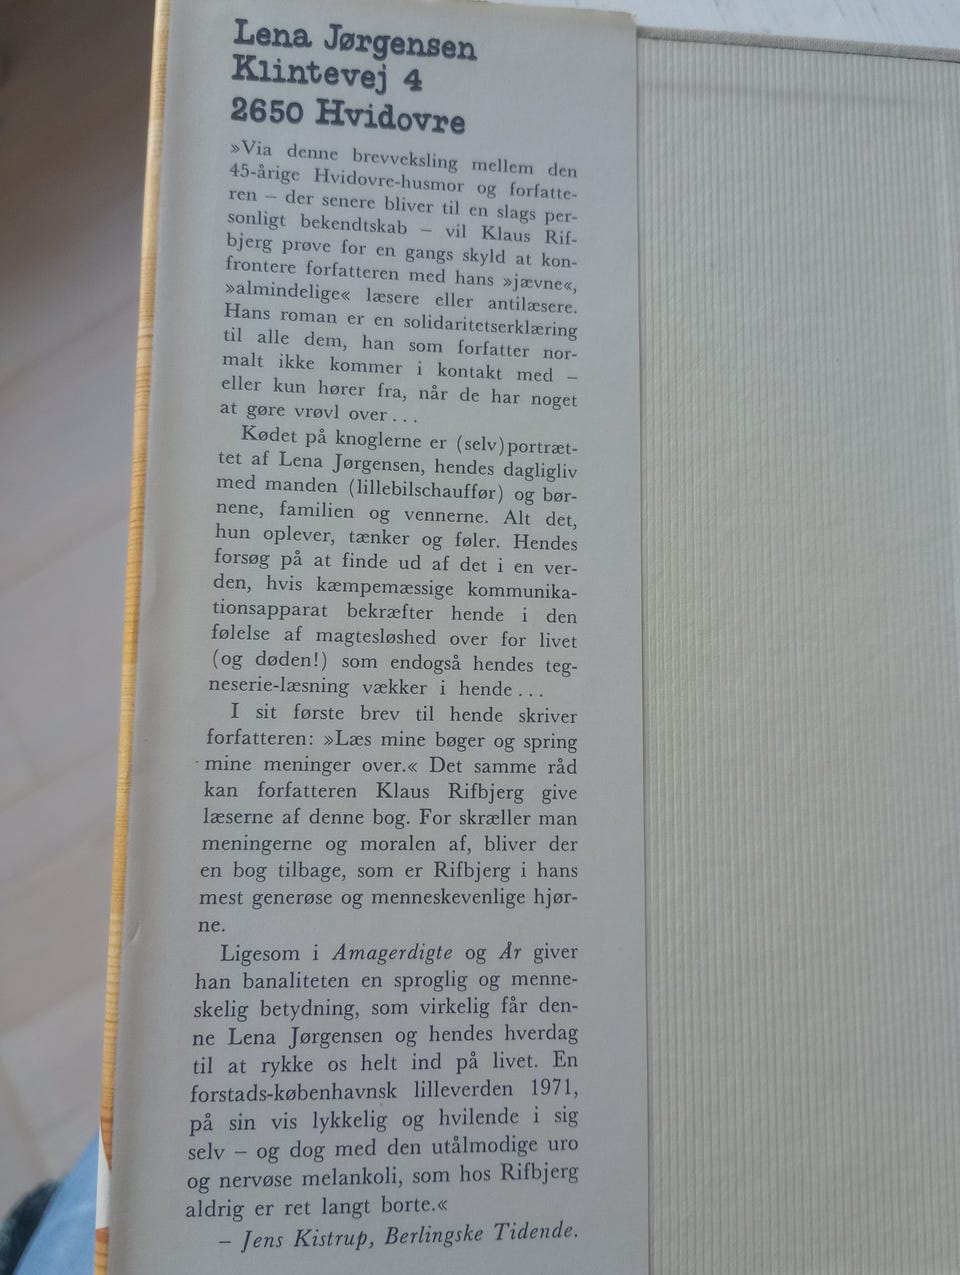 Lena Jørgensen
Klintevej 4
2650 Hvidovre
»Via denne brevveksling mellem den
45-årige Hvidovre-husmor og forfatte-
ren – der senere bliver til en slags per-
sonligt bekendtskab – vil Klaus Rif-
bjerg prøve for en gangs skyld at kon-
frontere forfatteren med hans »jævne«,
»almindelige« læsere eller antilæsere.
Hans roman er en solidaritetserklæring
til alle dem, han som forfatter nor-
malt ikke kommer i kontakt med –
eller kun hører fra, når de har noget
at gøre vrøvl over...
Kødet på knoglerne er (selv)portræt-
tet af Lena Jørgensen, hendes dagligliv
med manden (lillebilschauffør) og bør-
nene, familien og vennerne. Alt det,
hun oplever, tænker og føler. Hendes
forsøg på at finde ud af det i en ver-
den, hvis kæmpemæssige kommunika-
tionsapparat bekræfter hende i den
følelse af magtesløshed over for livet
(og døden!) som endogså hendes teg-
neserie-læsning vækker i hende...
I sit første brev til hende skriver
forfatteren: »Læs mine bøger og spring
mine meninger over.« Det samme råd
kan forfatteren Klaus Rifbjerg give
læserne af denne bog. For skræller man
meningerne og moralen af, bliver der
en bog tilbage, som er Rifbjerg i hans
mest generøse og menneskevenlige hjør-
ne.
Ligesom i Amagerdigte og År giver
han banaliteten en sproglig og menne-
skelig betydning, som virkelig får den-
ne Lena Jørgensen og hendes hverdag
til at rykke os helt ind på livet. En
forstads-københavnsk lilleverden 1971,
på sin vis lykkelig og hvilende i sig
selv – og dog med den utålmodige uro
og nervøse melankoli, som hos Rifbjerg
aldrig er ret langt borte.«
– Jens Kistrup, Berlingske Tidende.